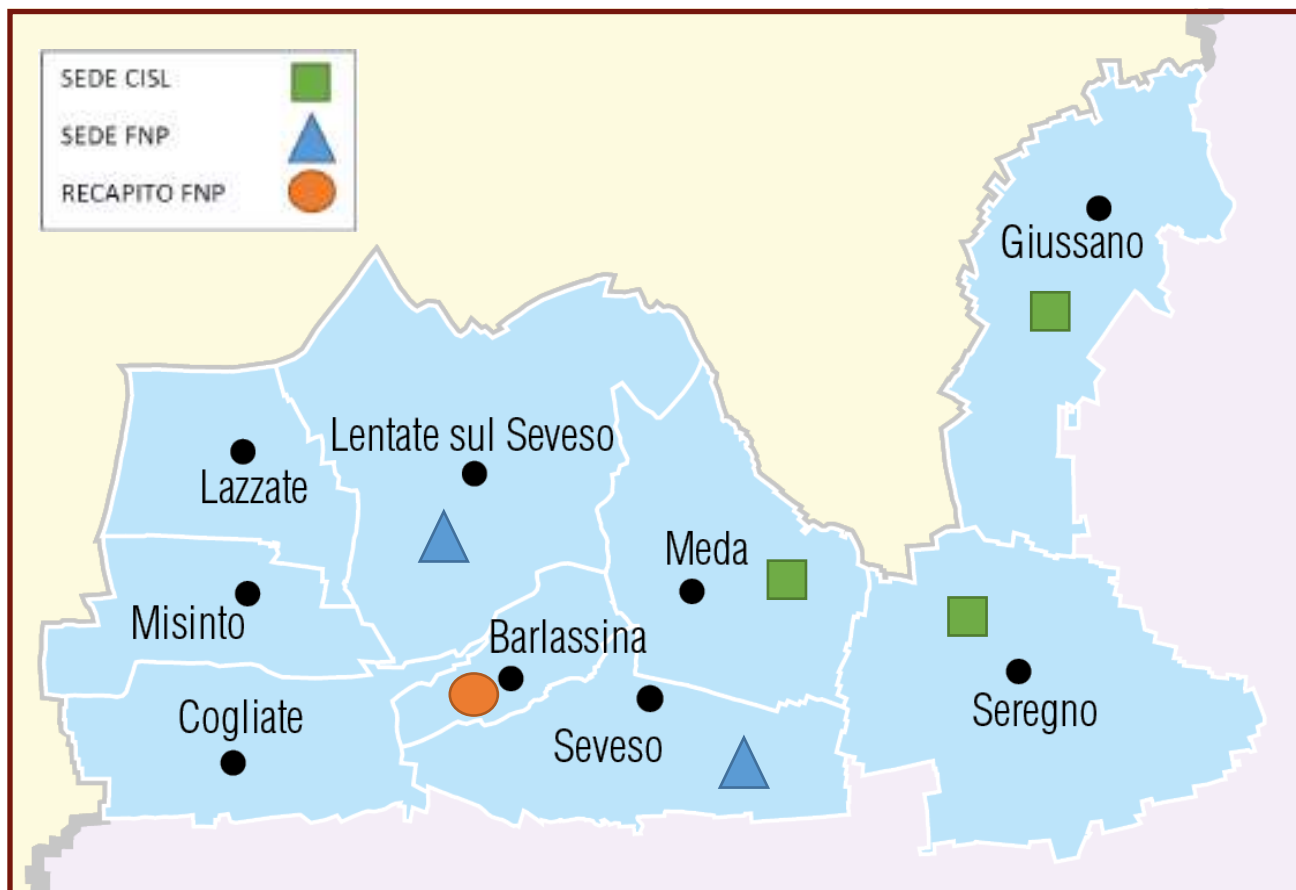 SEDE CISL
SEDE FNP
RECAPITO FNP
Giussano
Lentate sul Seveso
Lazzate
Meda
Misinto
Barlassina
Cogliate
Seveso
Seregno